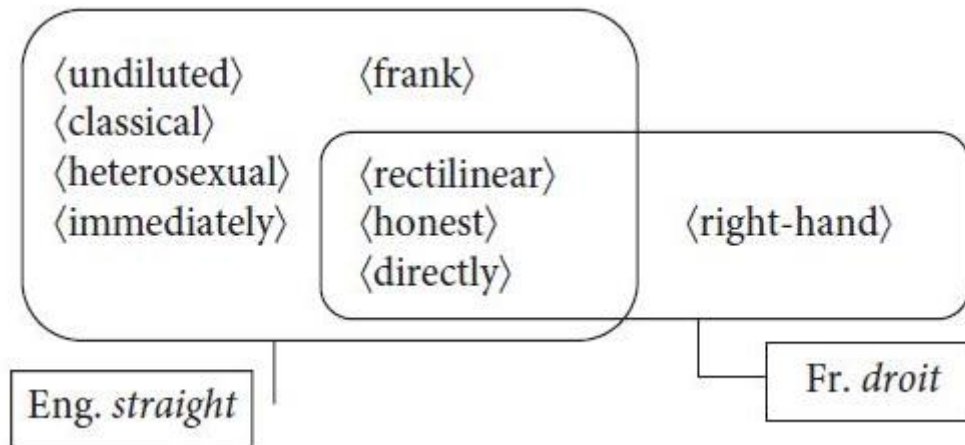 ⟨undiluted⟩ ⟨frank⟩
⟨classical⟩
⟨heterosexual⟩ ⟨rectilinear⟩
⟨immediately⟩ ⟨honest⟩ ⟨right-hand⟩
⟨directly⟩
Eng. straight
Fr. droit